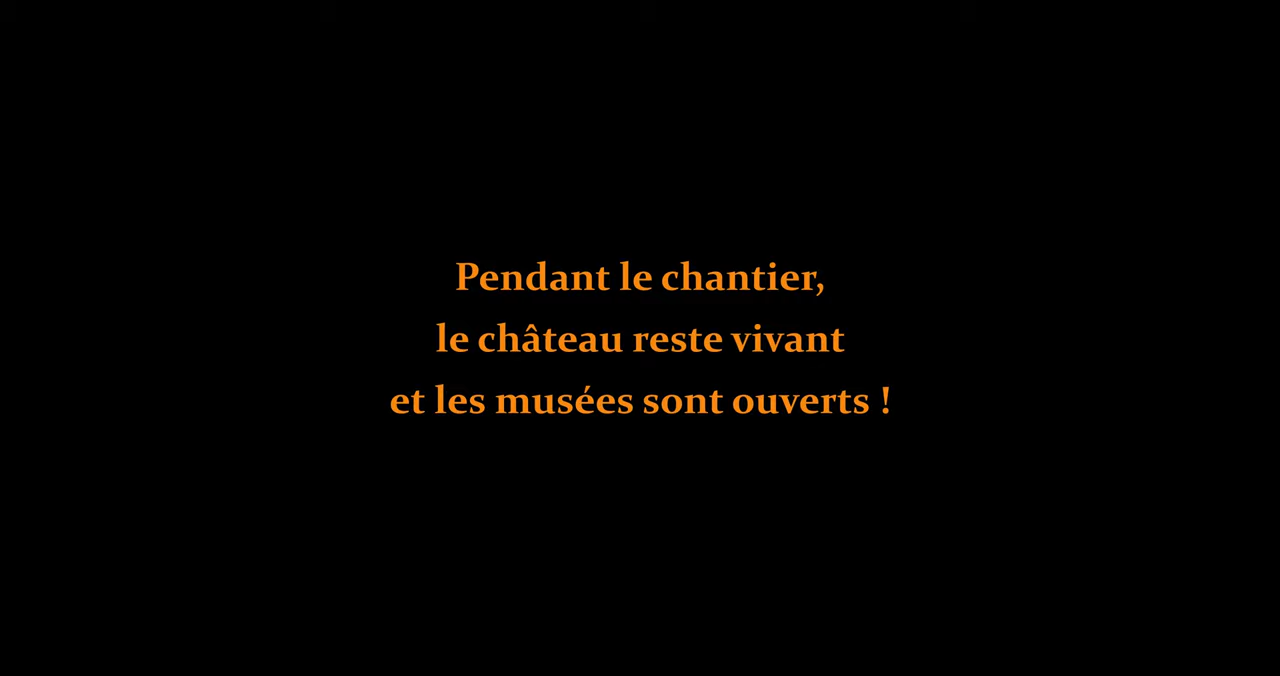 Pendant le chantier,
le château reste vivant
et les musées sont ouverts !